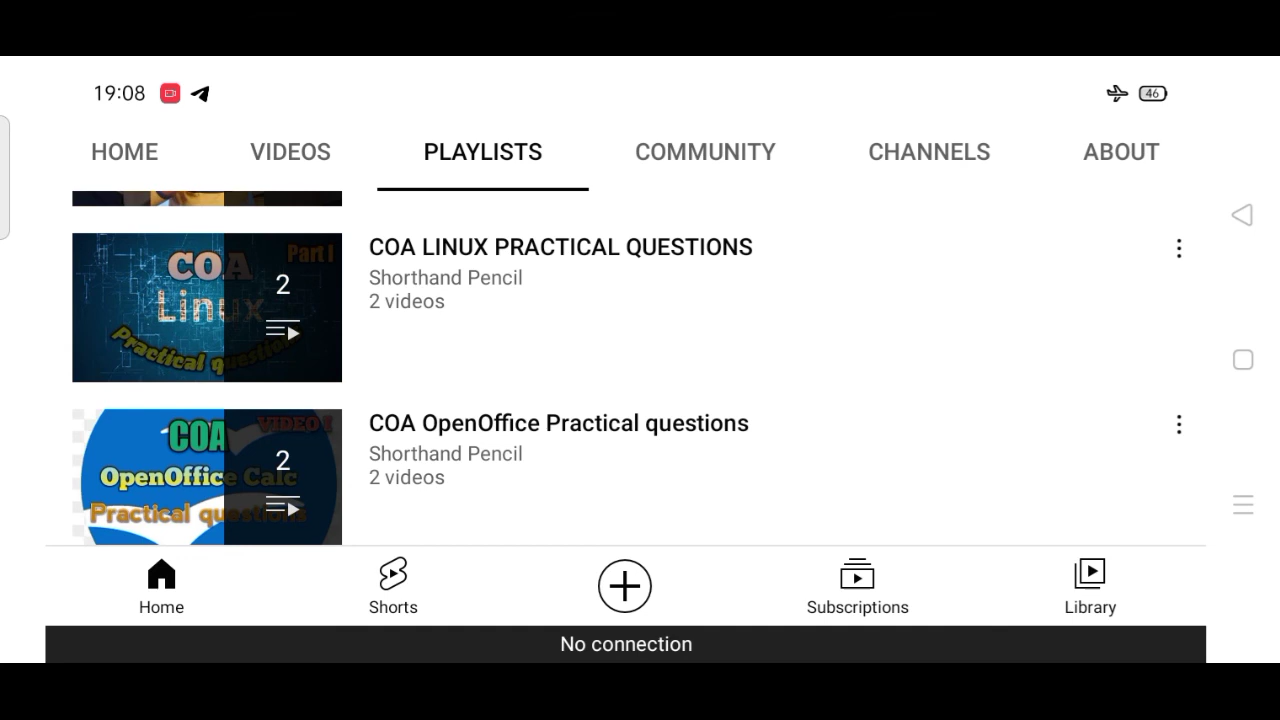 19:08
46
HOME VIDEOS PLAYLISTS COMMUNITY CHANNELS ABOUT
COA Part I
Linux
Practical questions
2
COA LINUX PRACTICAL QUESTIONS
Shorthand Pencil
2 videos
COA VIDEO I
OpenOffice Calc
Practical questions
2
COA OpenOffice Practical questions
Shorthand Pencil
2 videos
Home Shorts Subscriptions Library
No connection